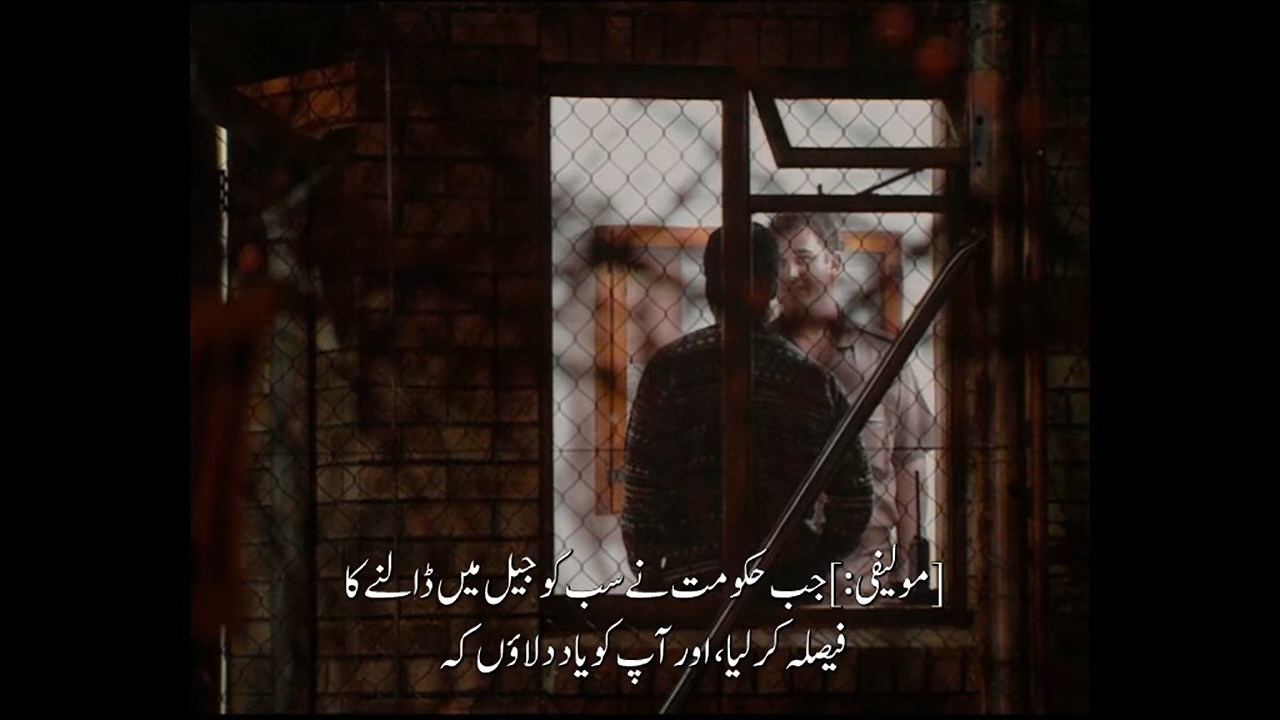 [مولیفی:] جب حکومت نے سب کو جیل میں ڈالنے کا
فیصلہ کر لیا، اور آپ کو یاد دلاؤں کہ